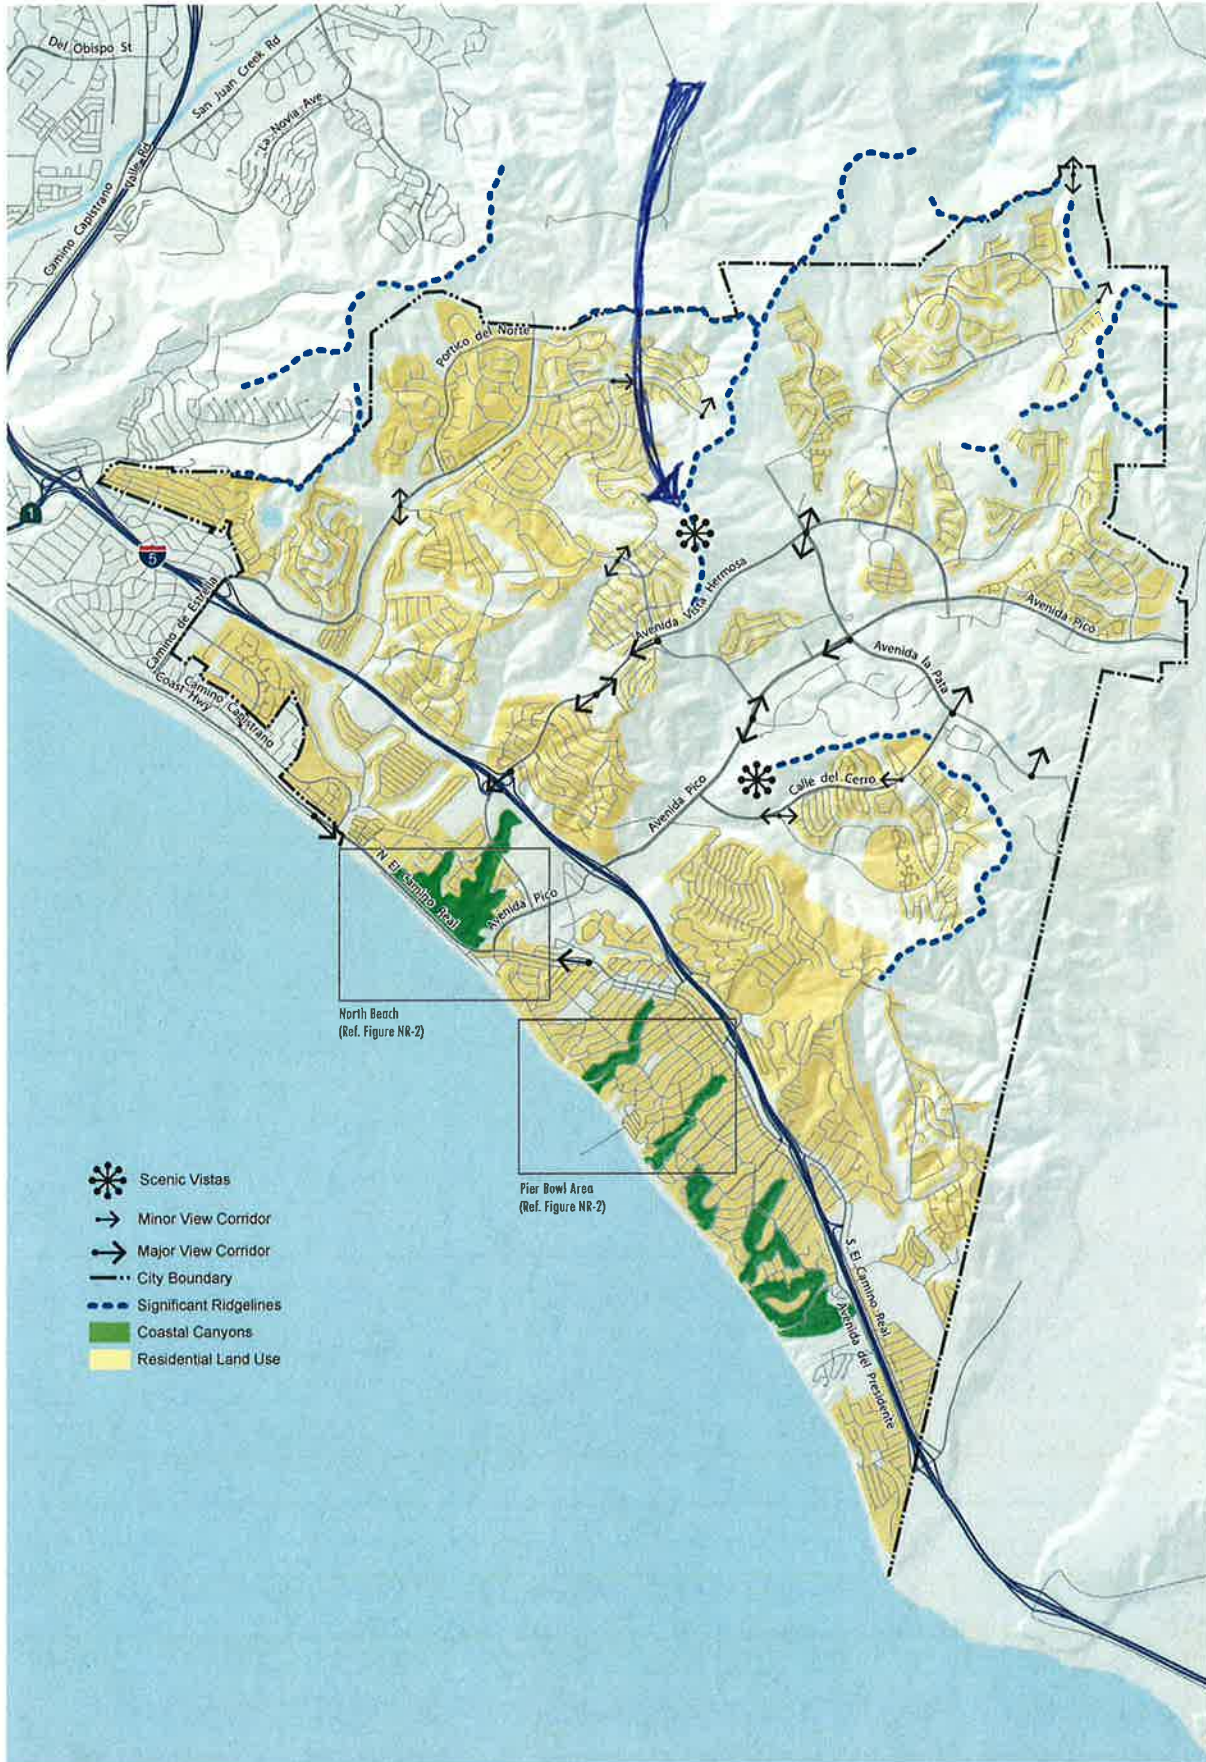 Del Obispo St
San Juan Creek Rd
La Novia Ave
Valle Rd
Camino Capistrano
Portico del Norte
1
5
Camino de Estrella
Avenida Vista Hermosa
Avenida Pico
Avenida la Pata
Camino Capistrano
Coast Hwy
Calle del Cerro
Avenida Pico
N El Camino Real
Avenida Pico
North Beach
(Ref. Figure NR-2)
Pier Bowl Area
(Ref. Figure NR-2)
S. El Camino Real
Avenida del Presidente
Scenic Vistas
Minor View Corridor
Major View Corridor
City Boundary
Significant Ridgelines
Coastal Canyons
Residential Land Use